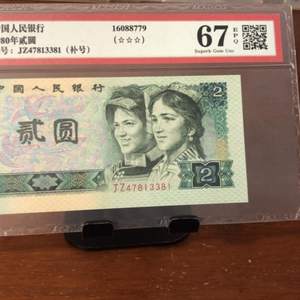 国人民银行 16088779
80年贰圆 (☆☆☆)
号: JZ47813381 (补号)
67 EPQ
Superb Gem Unc
中国人民银行
2
贰圆
JZ47813381
2